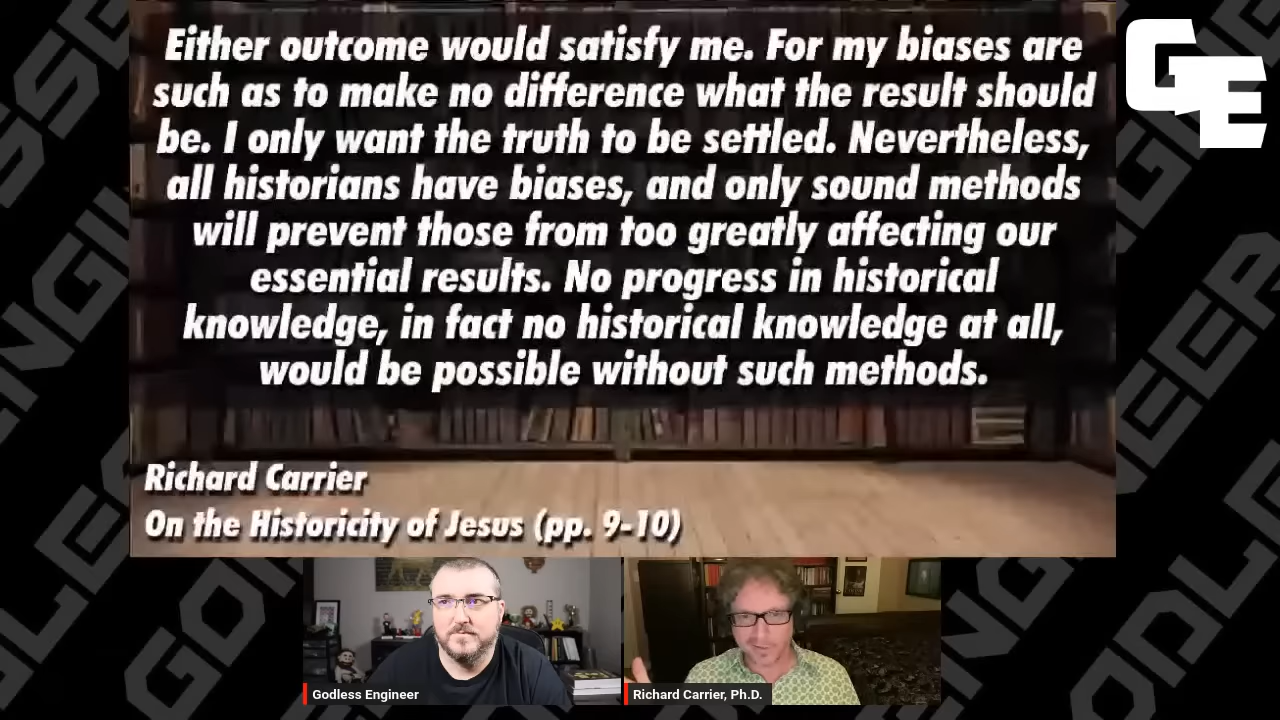 Either outcome would satisfy me. For my biases are
such as to make no difference what the result should
be. I only want the truth to be settled. Nevertheless,
all historians have biases, and only sound methods
will prevent those from too greatly affecting our
essential results. No progress in historical
knowledge, in fact no historical knowledge at all,
would be possible without such methods.
Richard Carrier
On the Historicity of Jesus (pp. 9-10)
GE
Godless Engineer
Richard Carrier, Ph.D.